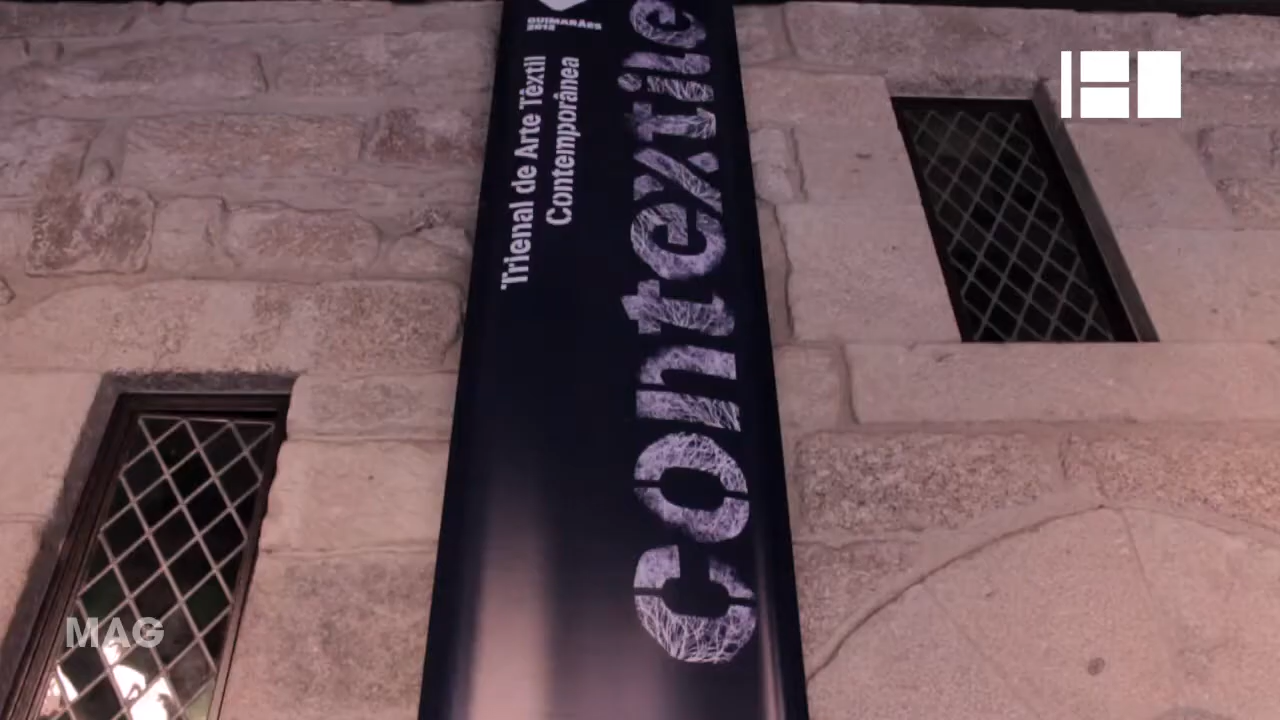 GUIMARÃES
2012
Trienal de Arte Têxtil
Contemporânea
contextile
MAG